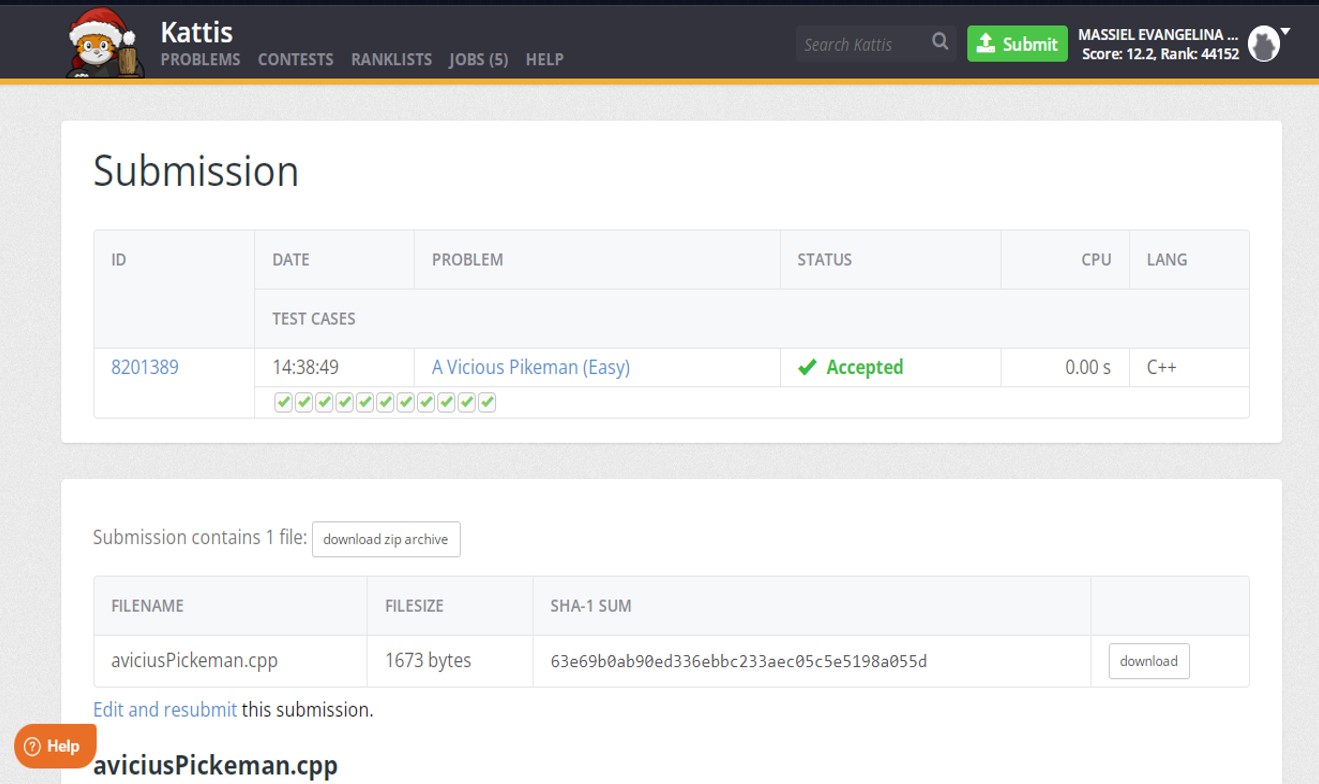 Kattis
PROBLEMS CONTESTS RANKLISTS JOBS (5) HELP
Search Kattis
Submit
MASSIEL EVANGELINA ...
Score: 12.2, Rank: 44152
Submission
ID DATE PROBLEM STATUS CPU LANG
TEST CASES
8201389 14:38:49 A Vicious Pikeman (Easy) Accepted 0.00 s C++
Submission contains 1 file: download zip archive
FILENAME FILESIZE SHA-1 SUM
aviciusPickeman.cpp 1673 bytes 63e69b0ab90ed336ebbc233aec05c5e5198a055d download
Edit and resubmit this submission.
Help
aviciusPickeman.cpp